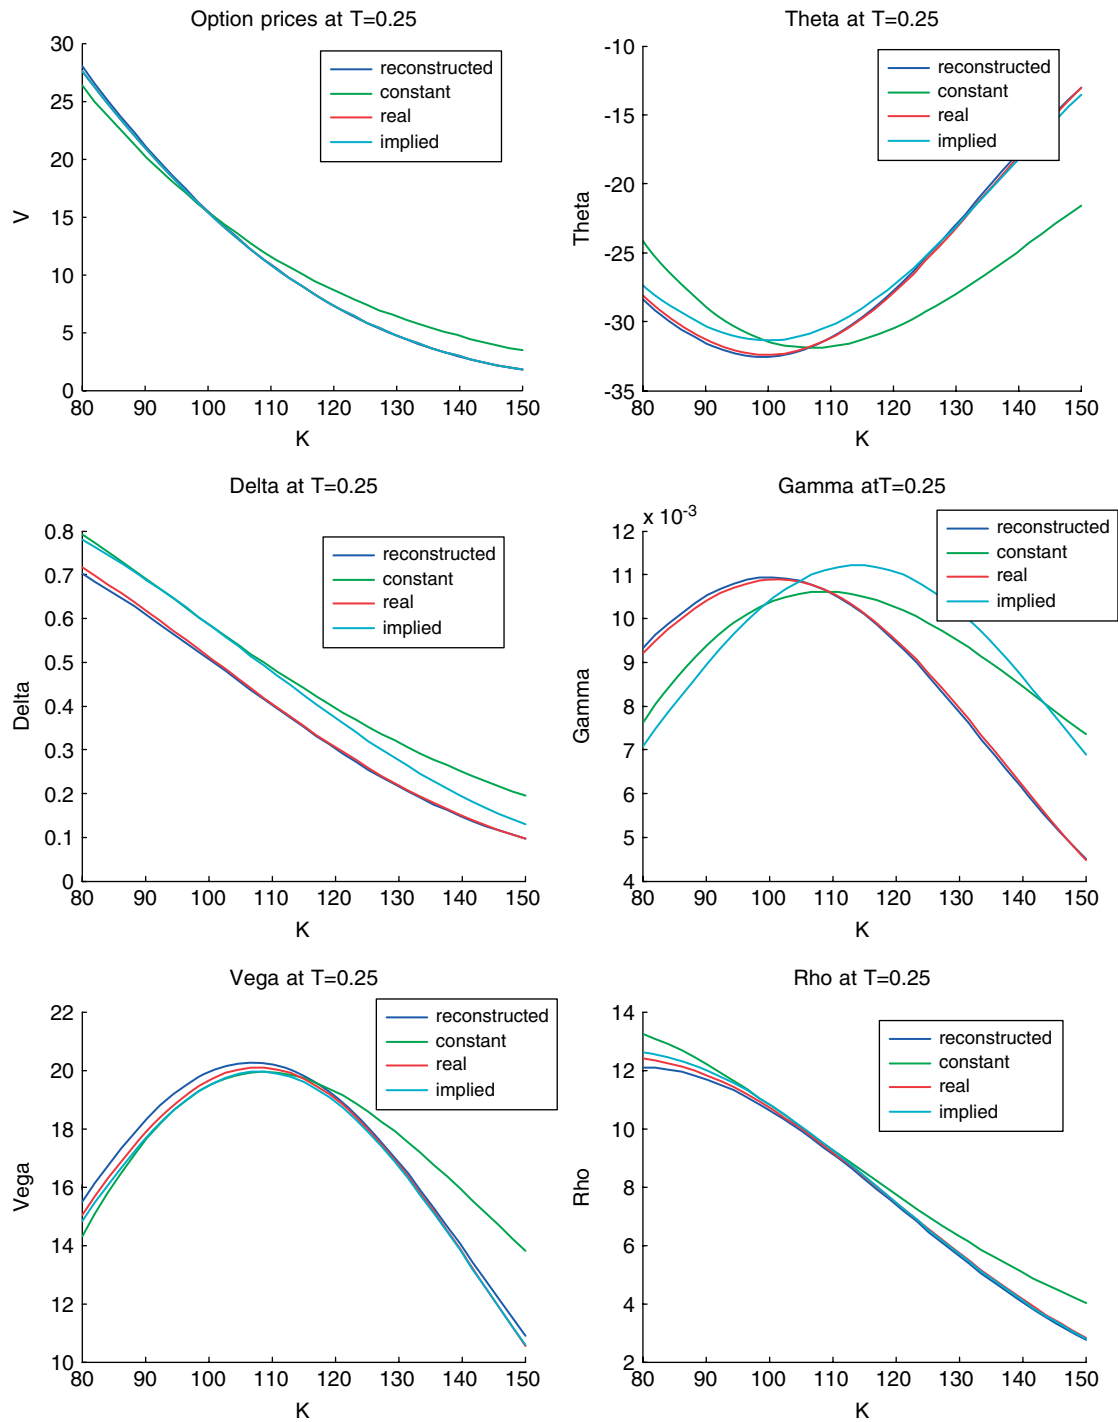 Option prices at T=0.25
30
25
20
15
10
5
0
V
80 90 100 110 120 130 140 150
K
reconstructed
constant
real
implied
Theta at T=0.25
-10
-15
-20
-25
-30
-35
Theta
80 90 100 110 120 130 140 150
K
reconstructed
constant
real
implied
Delta at T=0.25
0.8
0.7
0.6
0.5
0.4
0.3
0.2
0.1
0
Delta
80 90 100 110 120 130 140 150
K
reconstructed
constant
real
implied
Gamma atT=0.25
x 10-3
12
11
10
9
8
7
6
5
4
Gamma
80 90 100 110 120 130 140 150
K
reconstructed
constant
real
implied
Vega at T=0.25
22
20
18
16
14
12
10
Vega
80 90 100 110 120 130 140 150
K
reconstructed
constant
real
implied
Rho at T=0.25
14
12
10
8
6
4
2
Rho
80 90 100 110 120 130 140 150
K
reconstructed
constant
real
implied